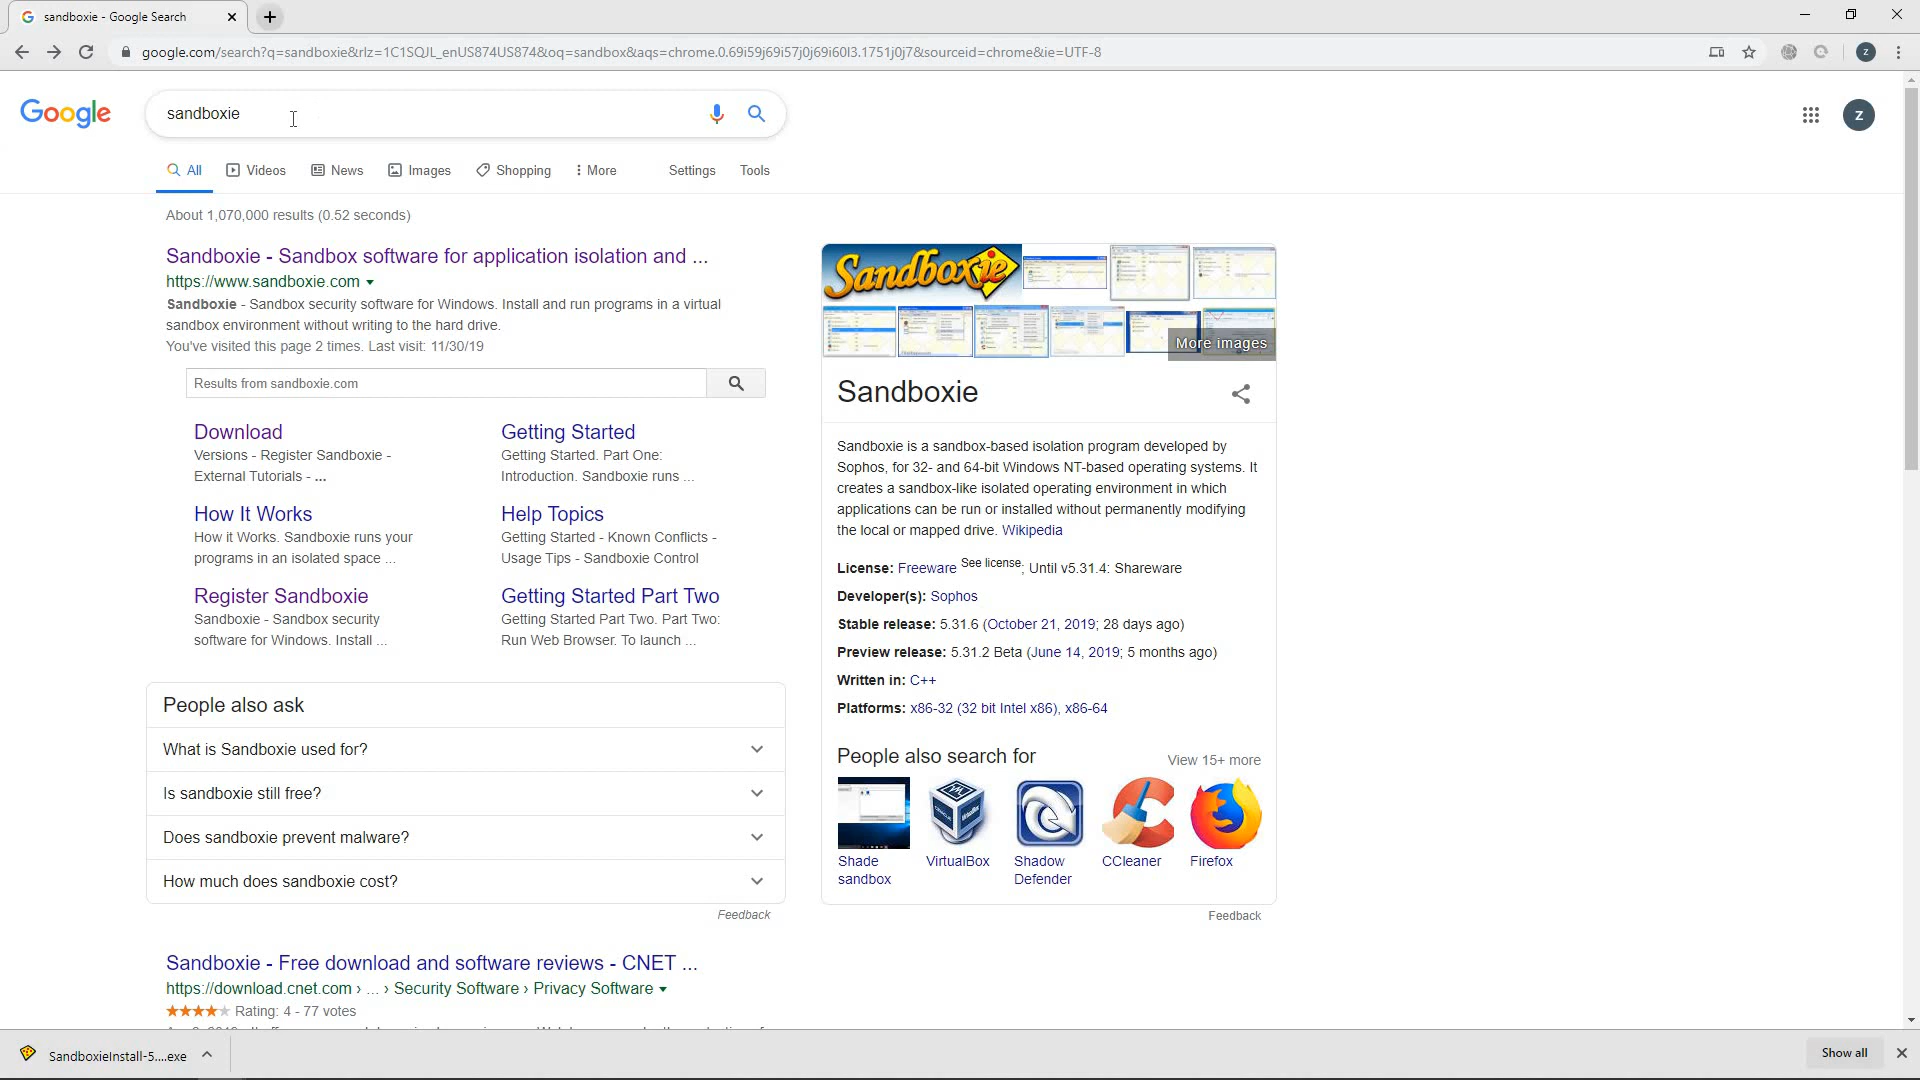 sandboxie - Google Search
google.com/search?q=sandboxie&rlz=1C1SQJL_enUS874US874&oq=sandbox&aqs=chrome.0.69i59j69i57j0j69i60l3.1751j0j7&sourceid=chrome&ie=UTF-8
Z
Google
sandboxie
Z
All
Videos
News
Images
Shopping
More
Settings
Tools
About 1,070,000 results (0.52 seconds)
Sandboxie - Sandbox software for application isolation and ...
https://www.sandboxie.com
Sandboxie - Sandbox security software for Windows. Install and run programs in a virtual
sandbox environment without writing to the hard drive.
You've visited this page 2 times. Last visit: 11/30/19
Results from sandboxie.com
Download
Versions - Register Sandboxie -
External Tutorials - ...
Getting Started
Getting Started. Part One:
Introduction. Sandboxie runs ...
How It Works
How it Works. Sandboxie runs your
programs in an isolated space ...
Help Topics
Getting Started - Known Conflicts -
Usage Tips - Sandboxie Control
Register Sandboxie
Sandboxie - Sandbox security
software for Windows. Install ...
Getting Started Part Two
Getting Started Part Two. Part Two:
Run Web Browser. To launch ...
People also ask
What is Sandboxie used for?
Is sandboxie still free?
Does sandboxie prevent malware?
How much does sandboxie cost?
Feedback
Sandboxie - Free download and software reviews - CNET ...
https://download.cnet.com › ... › Security Software › Privacy Software
Rating: 4 - 77 votes
Sandboxie
More images
Sandboxie
Sandboxie is a sandbox-based isolation program developed by
Sophos, for 32- and 64-bit Windows NT-based operating systems. It
creates a sandbox-like isolated operating environment in which
applications can be run or installed without permanently modifying
the local or mapped drive. Wikipedia
License: Freeware See license; Until v5.31.4: Shareware
Developer(s): Sophos
Stable release: 5.31.6 (October 21, 2019; 28 days ago)
Preview release: 5.31.2 Beta (June 14, 2019; 5 months ago)
Written in: C++
Platforms: x86-32 (32 bit Intel x86), x86-64
People also search for
View 15+ more
Shade
sandbox
VirtualBox
Shadow
Defender
CCleaner
Firefox
Feedback
SandboxieInstall-5....exe
Show all